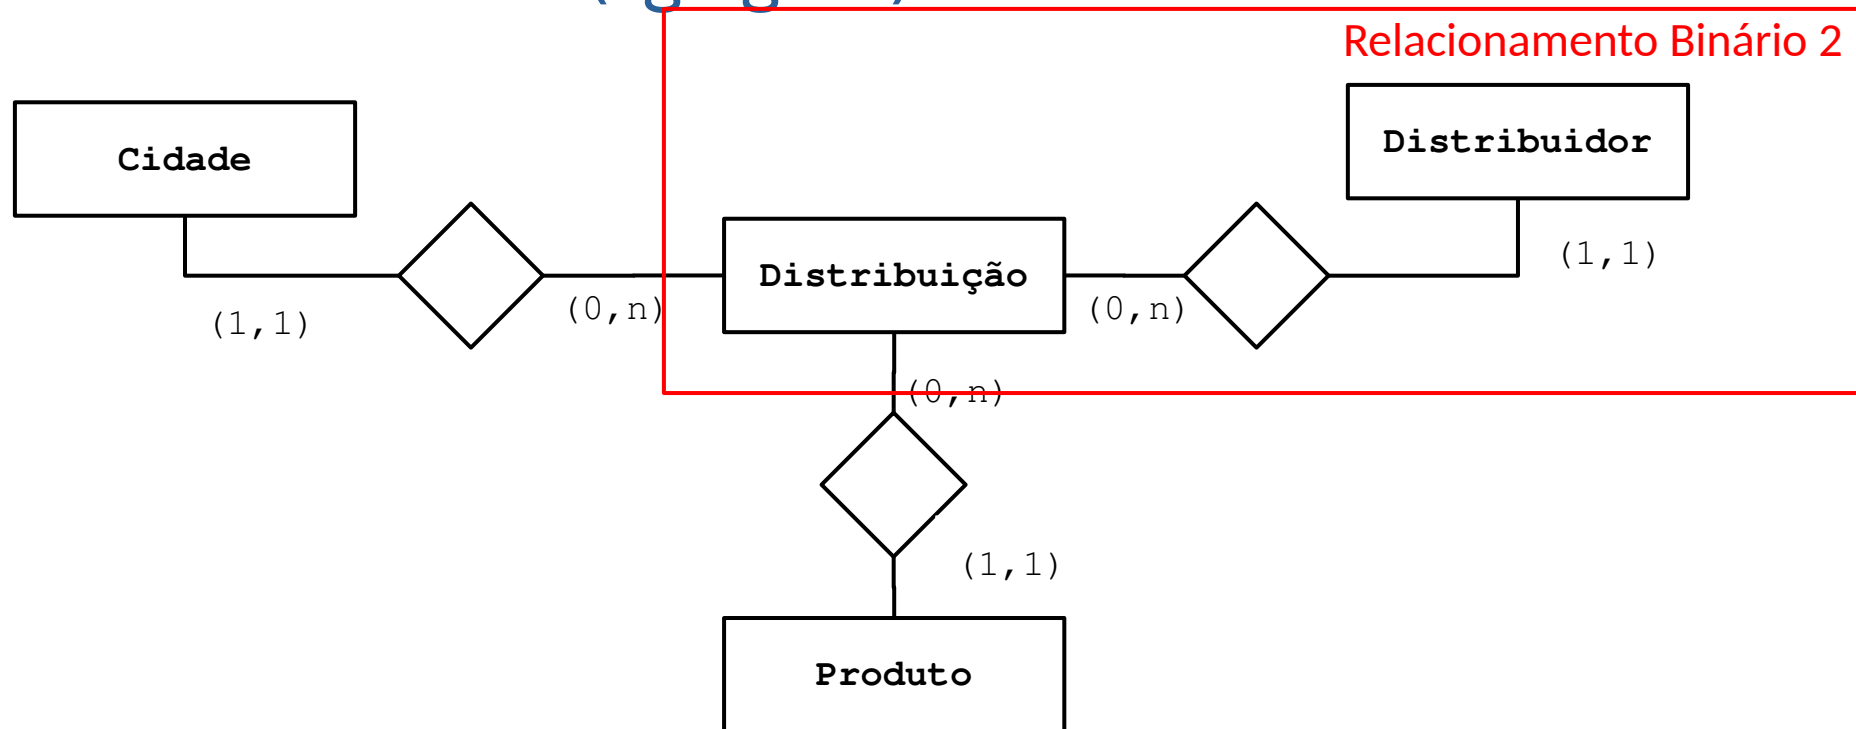 Relacionamento Binário 2
Cidade
Distribuidor
Distribuição
(1,1)
(0,n)
(0,n)
(1,1)
(0,n)
(1,1)
Produto